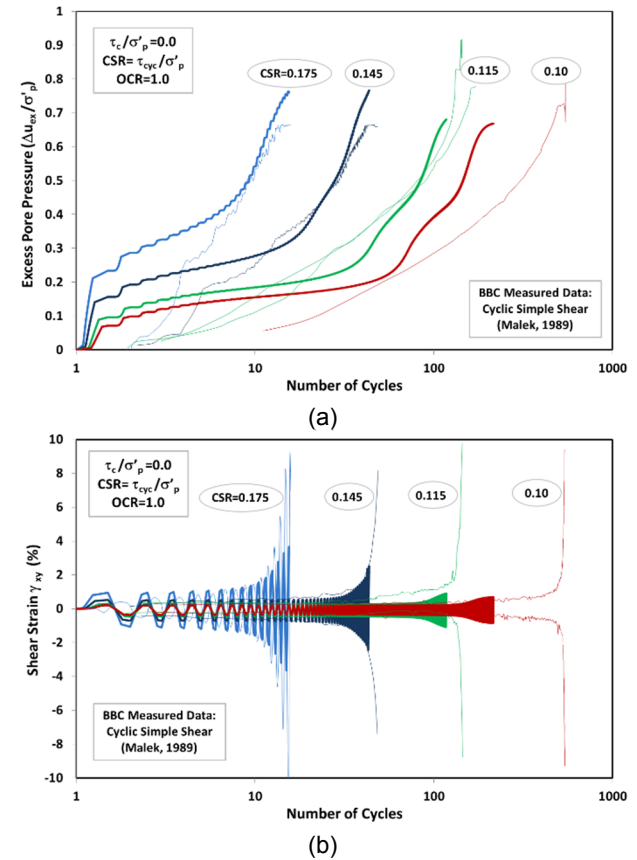 1
0.9
0.8
0.7
0.6
0.5
0.4
0.3
0.2
0.1
0
Excess Pore Pressure (Δuex/σ'p)
τc/σ'p=0.0
CSR= τcyc/σ'p
OCR=1.0
CSR=0.175
0.145
0.115
0.10
BBC Measured Data:
Cyclic Simple Shear
(Malek, 1989)
1
10
100
1000
Number of Cycles
(a)
10
8
6
4
2
0
-2
-4
-6
-8
-10
Shear Strain γ xy (%)
τc/σ'p=0.0
CSR= τcyc/σ'p
OCR=1.0
CSR=0.175
0.145
0.115
0.10
BBC Measured Data:
Cyclic Simple Shear
(Malek, 1989)
1
10
100
1000
Number of Cycles
(b)